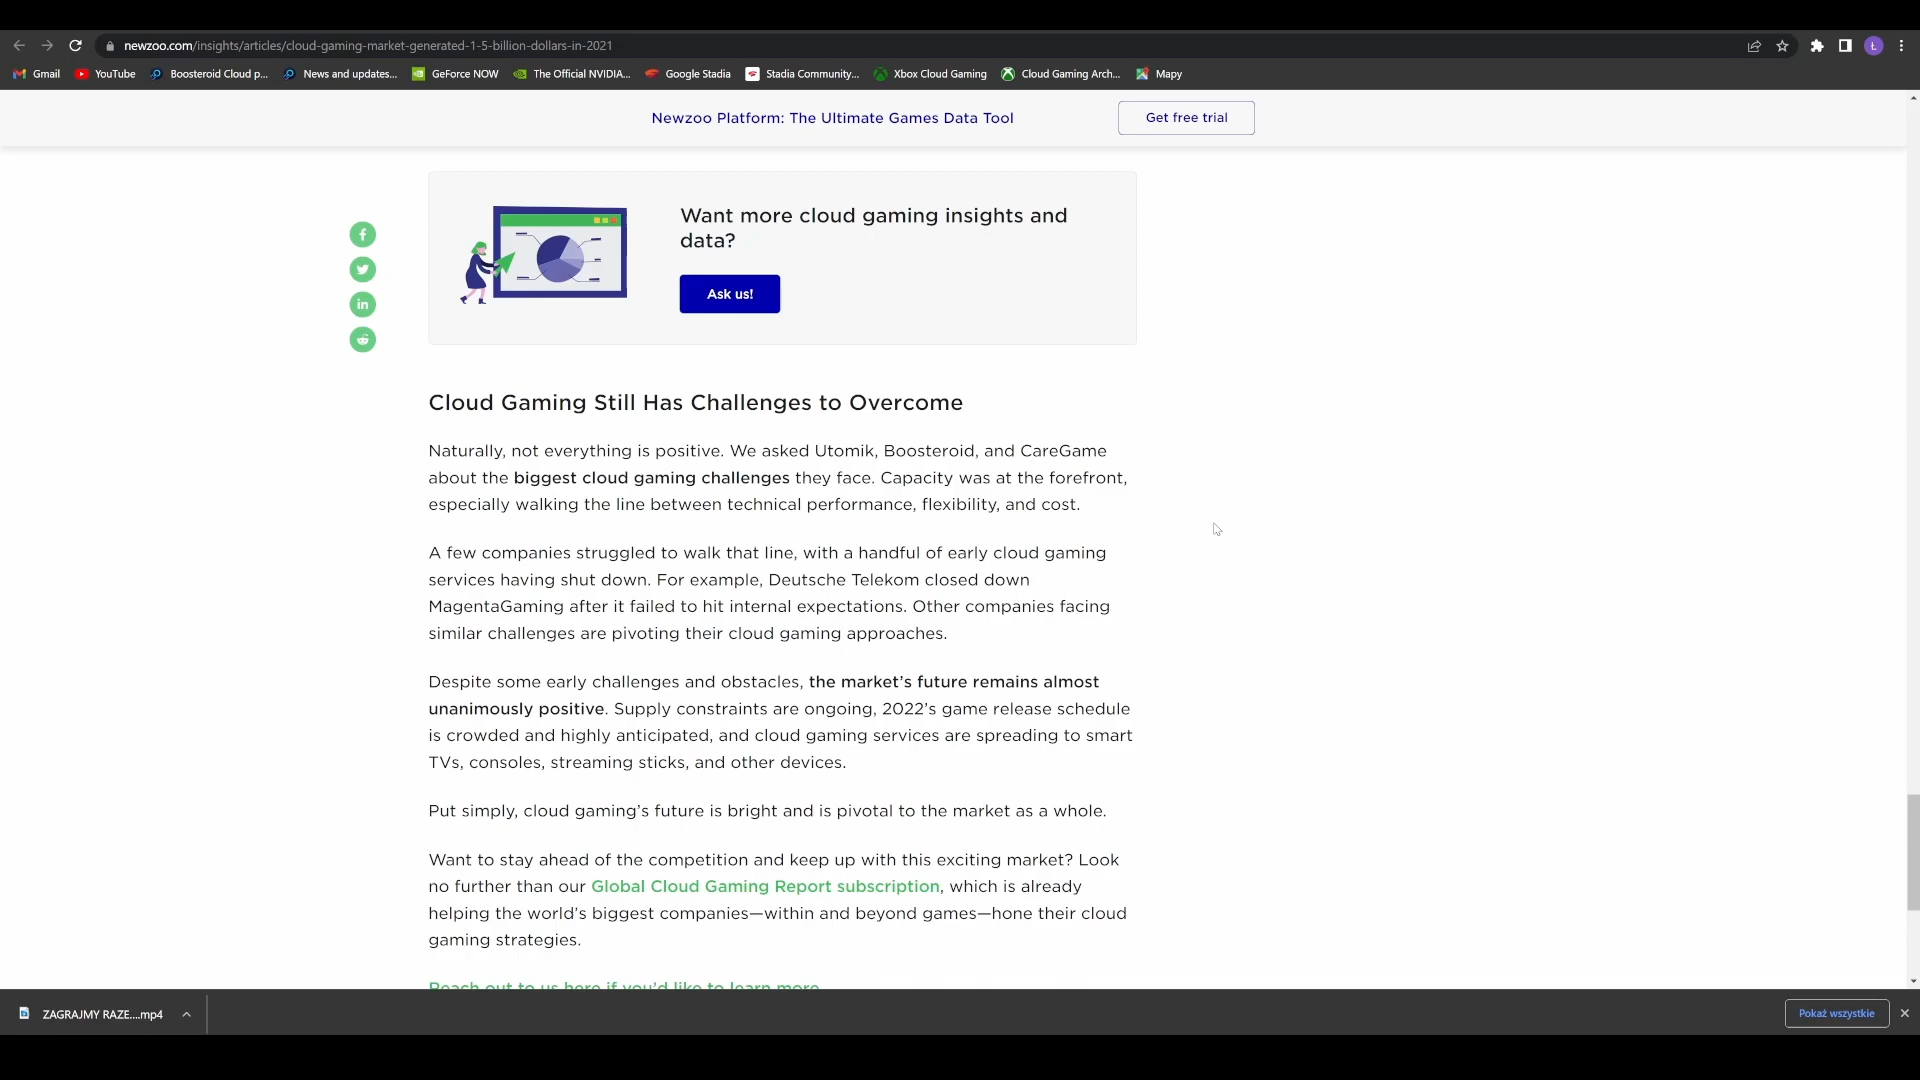 newzoo.com/insights/articles/cloud-gaming-market-generated-1-5-billion-dollars-in-2021
Ł
Gmail YouTube Boosteroid Cloud p... News and updates... GeForce NOW The Official NVIDIA... Google Stadia Stadia Community... Xbox Cloud Gaming Cloud Gaming Arch... Mapy
Newzoo Platform: The Ultimate Games Data Tool
Get free trial
Want more cloud gaming insights and
data?
Ask us!
Cloud Gaming Still Has Challenges to Overcome
Naturally, not everything is positive. We asked Utomik, Boosteroid, and CareGame
about the biggest cloud gaming challenges they face. Capacity was at the forefront,
especially walking the line between technical performance, flexibility, and cost.
A few companies struggled to walk that line, with a handful of early cloud gaming
services having shut down. For example, Deutsche Telekom closed down
MagentaGaming after it failed to hit internal expectations. Other companies facing
similar challenges are pivoting their cloud gaming approaches.
Despite some early challenges and obstacles, the market’s future remains almost
unanimously positive. Supply constraints are ongoing, 2022’s game release schedule
is crowded and highly anticipated, and cloud gaming services are spreading to smart
TVs, consoles, streaming sticks, and other devices.
Put simply, cloud gaming’s future is bright and is pivotal to the market as a whole.
Want to stay ahead of the competition and keep up with this exciting market? Look
no further than our Global Cloud Gaming Report subscription, which is already
helping the world’s biggest companies—within and beyond games—hone their cloud
gaming strategies.
Reach out to us here if you’d like to learn more
ZAGRAJMY RAZE....mp4
Pokaż wszystkie